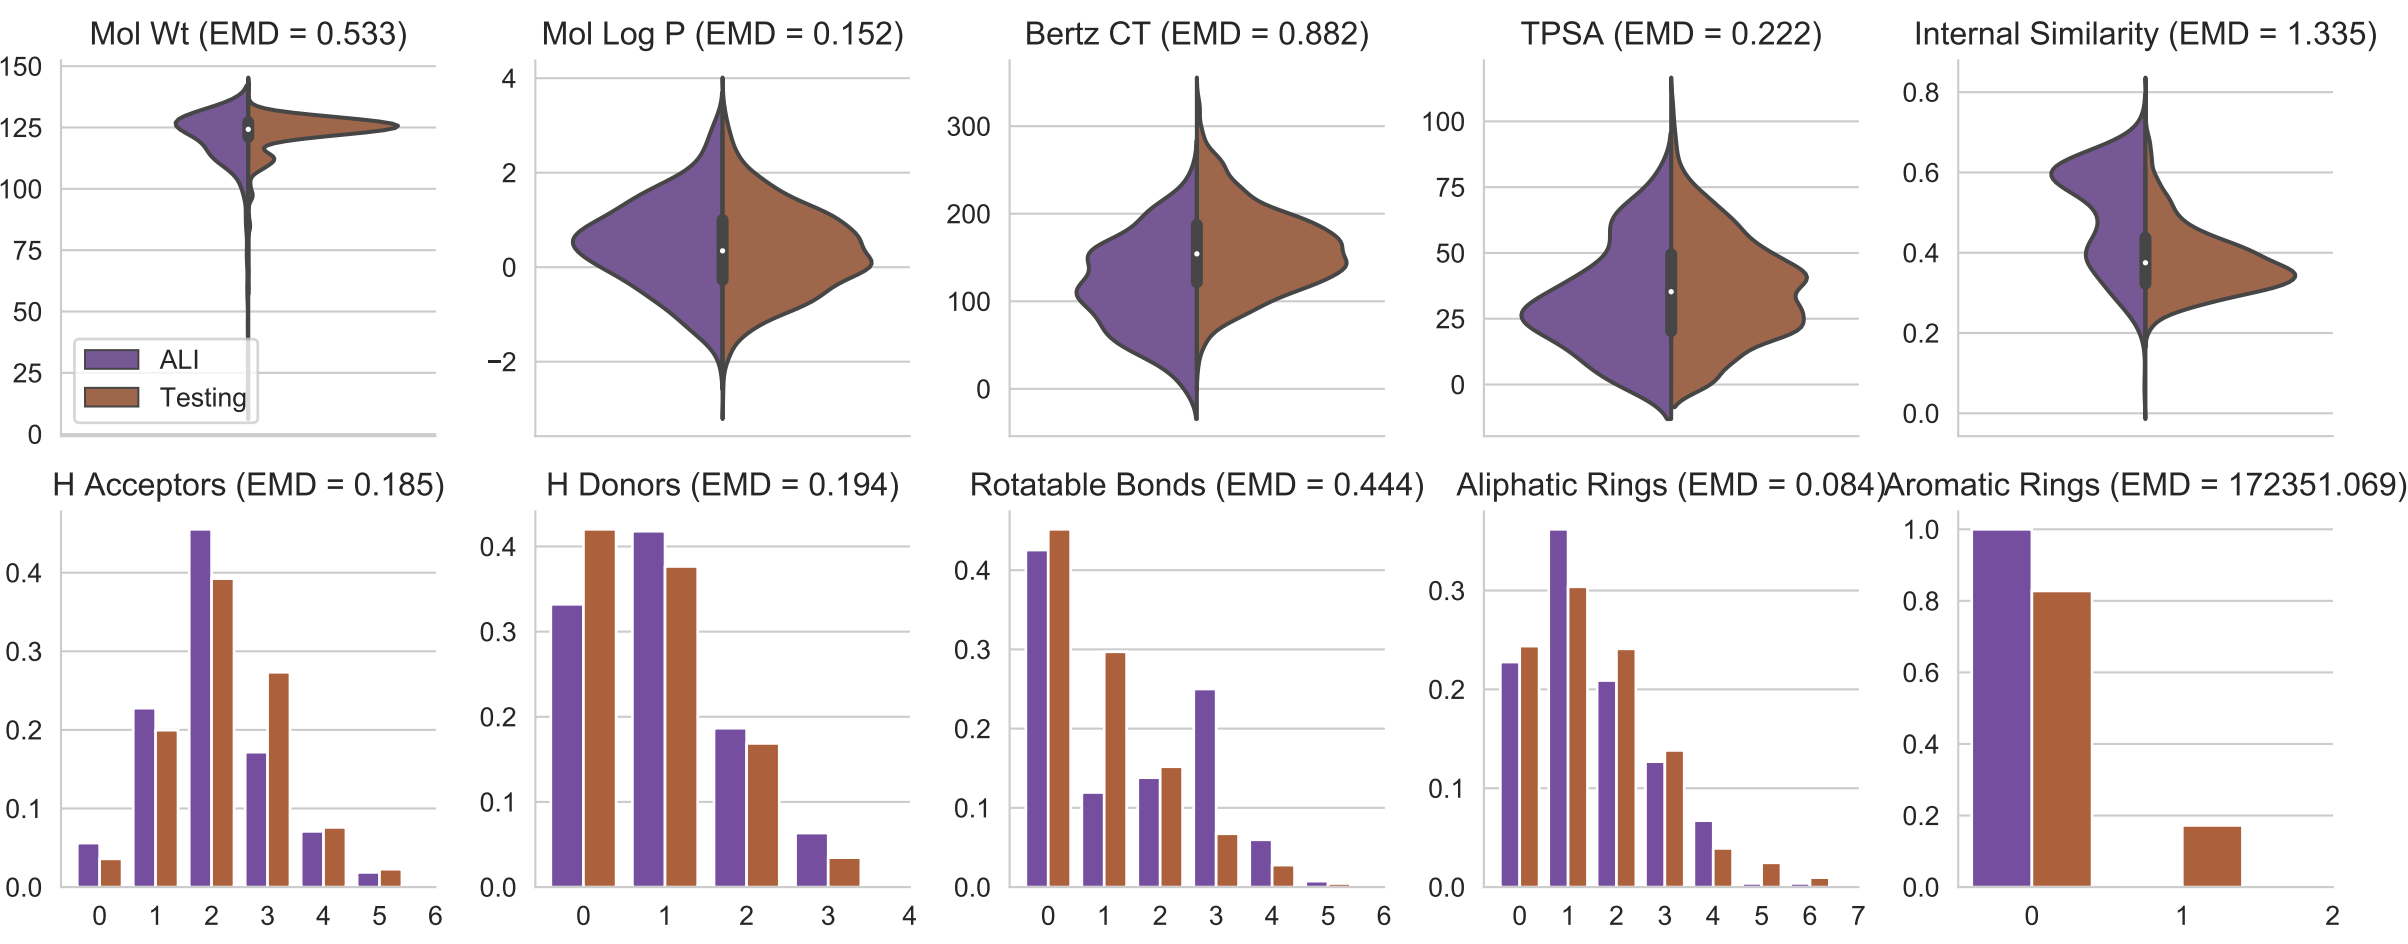 Mol Wt (EMD = 0.533)
150
125
100
75
50
25
0
ALI
Testing
Mol Log P (EMD = 0.152)
4
2
0
−2
Bertz CT (EMD = 0.882)
300
200
100
0
TPSA (EMD = 0.222)
100
75
50
25
0
Internal Similarity (EMD = 1.335)
0.8
0.6
0.4
0.2
0.0
H Acceptors (EMD = 0.185)
0.4
0.3
0.2
0.1
0.0
0 1 2 3 4 5 6
H Donors (EMD = 0.194)
0.4
0.3
0.2
0.1
0.0
0 1 2 3 4
Rotatable Bonds (EMD = 0.444)
0.4
0.3
0.2
0.1
0.0
0 1 2 3 4 5 6
Aliphatic Rings (EMD = 0.084)
0.3
0.2
0.1
0.0
0 1 2 3 4 5 6 7
Aromatic Rings (EMD = 172351.069)
1.0
0.8
0.6
0.4
0.2
0.0
0 1 2